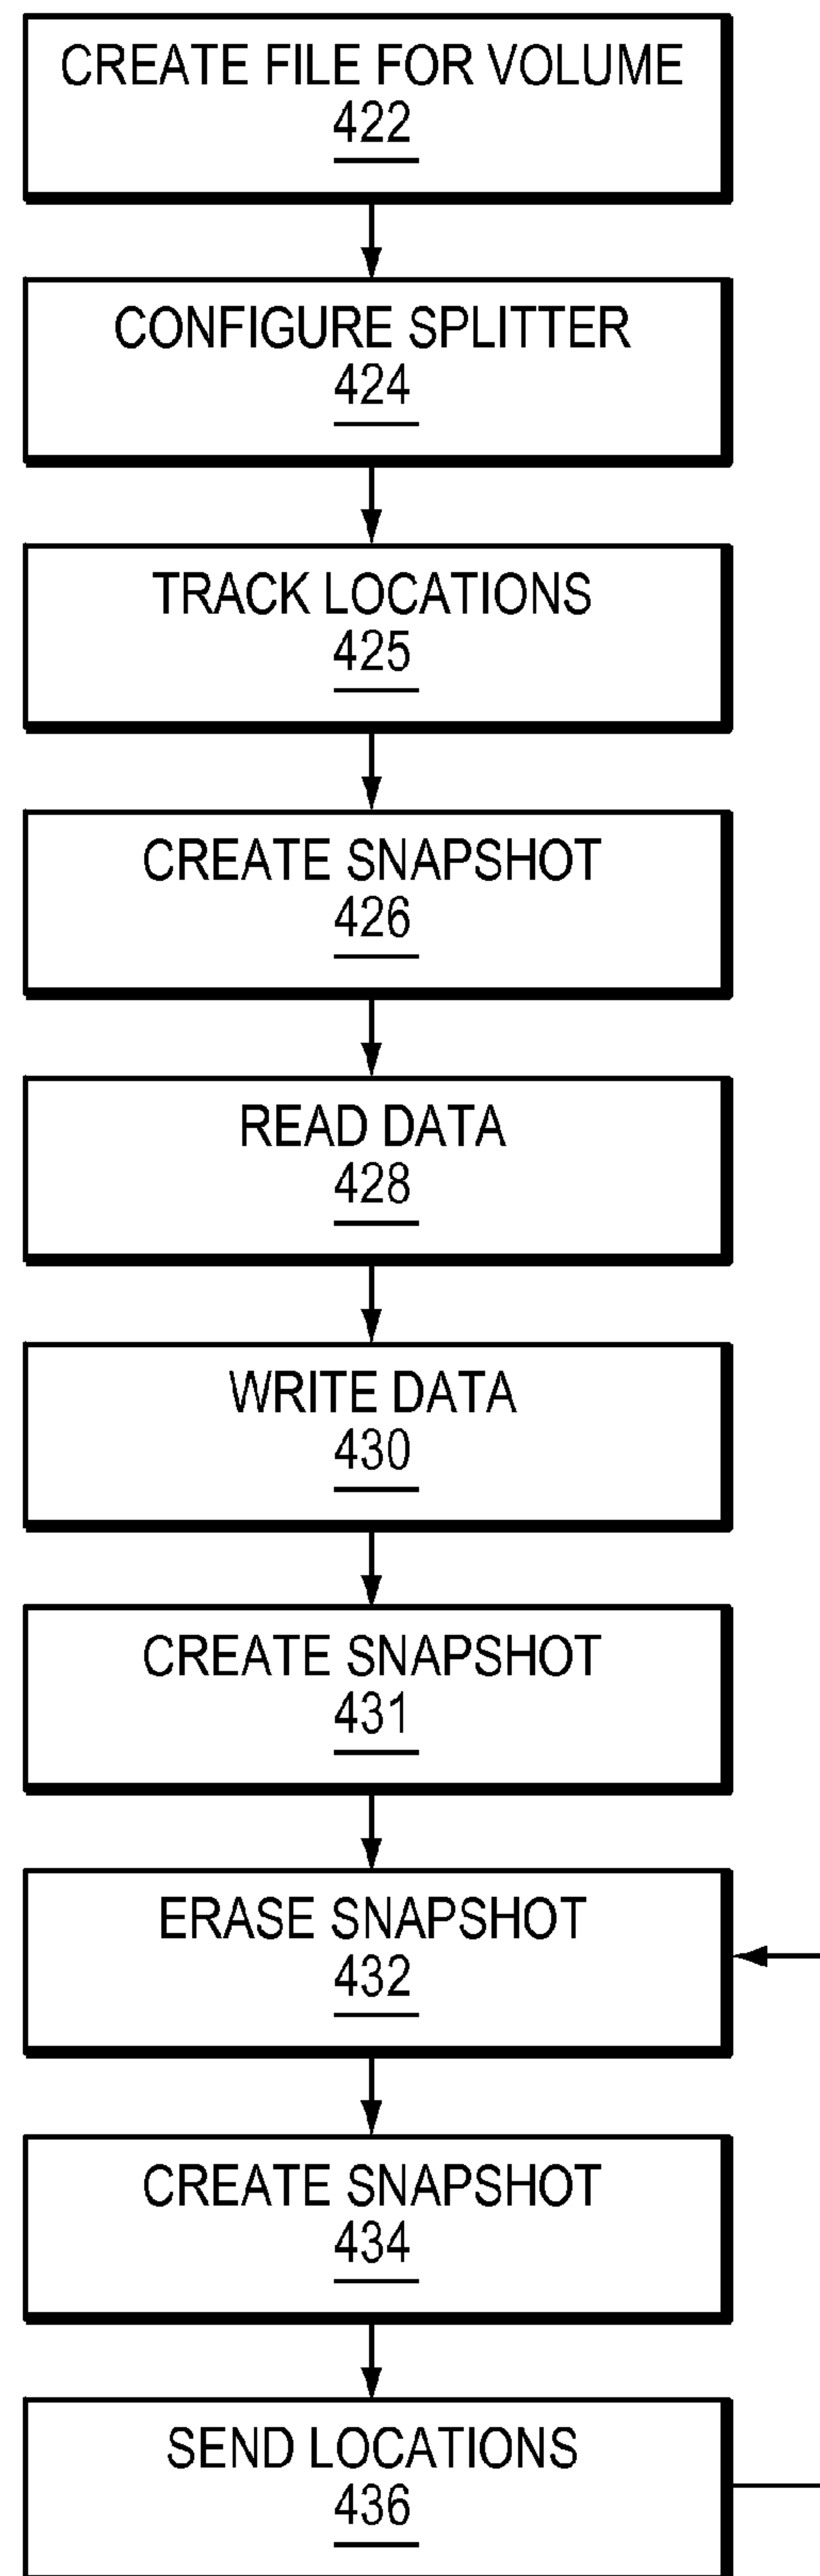 CREATE FILE FOR VOLUME
422
CONFIGURE SPLITTER
424
TRACK LOCATIONS
425
CREATE SNAPSHOT
426
READ DATA
428
WRITE DATA
430
CREATE SNAPSHOT
431
ERASE SNAPSHOT
432
CREATE SNAPSHOT
434
SEND LOCATIONS
436